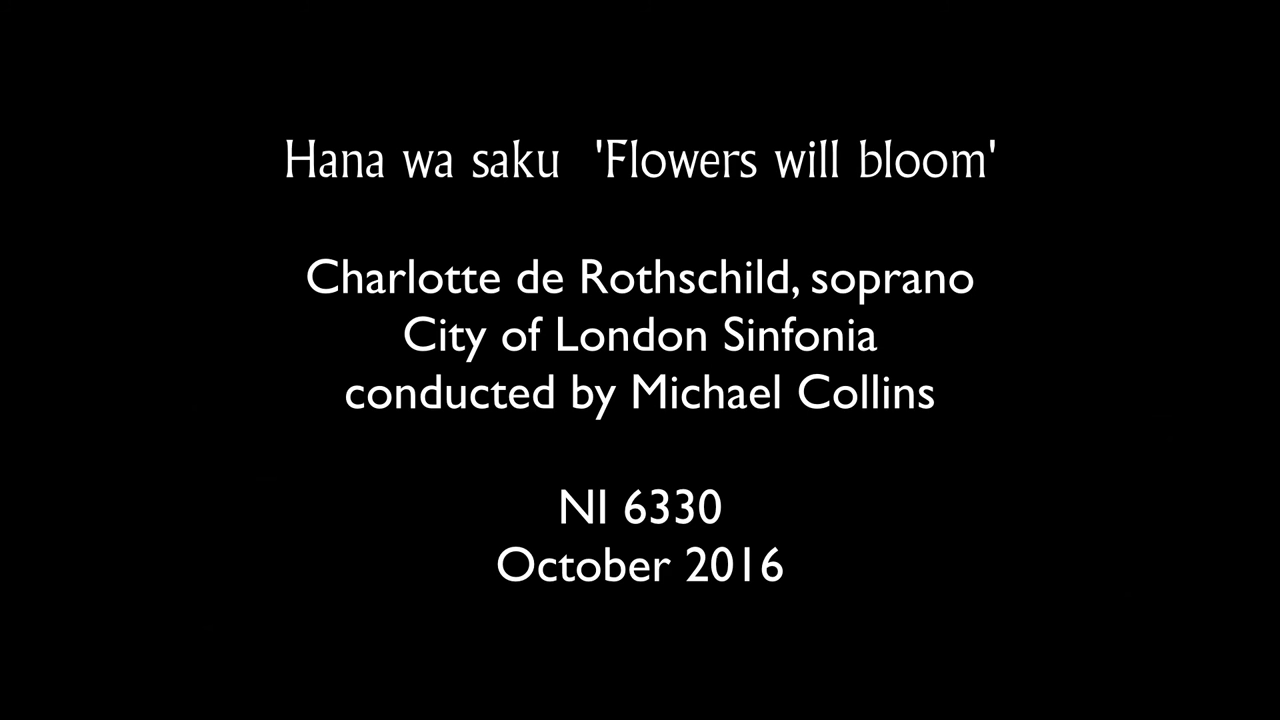 Hana wa saku 'Flowers will bloom'
Charlotte de Rothschild, soprano
City of London Sinfonia
conducted by Michael Collins
NI 6330
October 2016